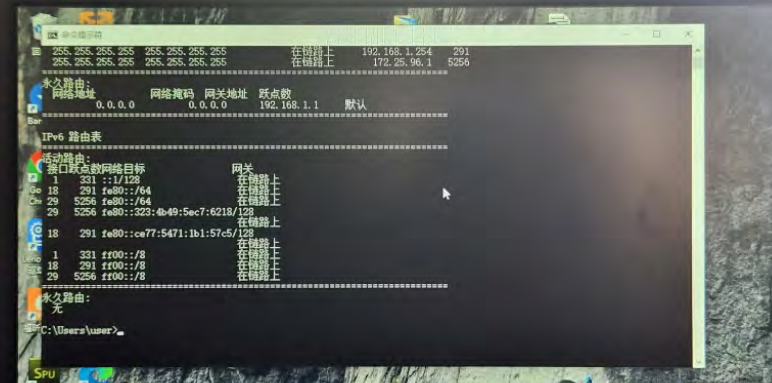 命令提示符
255.255.255.255 255.255.255.255 在链路上 192.168.1.254 291
255.255.255.255 255.255.255.255 在链路上 172.25.96.1 5256
===========================================================================
永久路由:
网络地址 网络掩码 网关地址 跃点数
0.0.0.0 0.0.0.0 192.168.1.1 默认
===========================================================================
IPv6 路由表
===========================================================================
活动路由:
接口跃点数网络目标 网关
1 331 ::1/128 在链路上
18 291 fe80::/64 在链路上
29 5256 fe80::/64 在链路上
29 5256 fe80::323:4b49:5ec7:6218/128
在链路上
18 291 fe80::ce77:5471:1b1:57c5/128
在链路上
1 331 ff00::/8 在链路上
18 291 ff00::/8 在链路上
29 5256 ff00::/8 在链路上
===========================================================================
永久路由:
无
C:\Users\user>
SPU